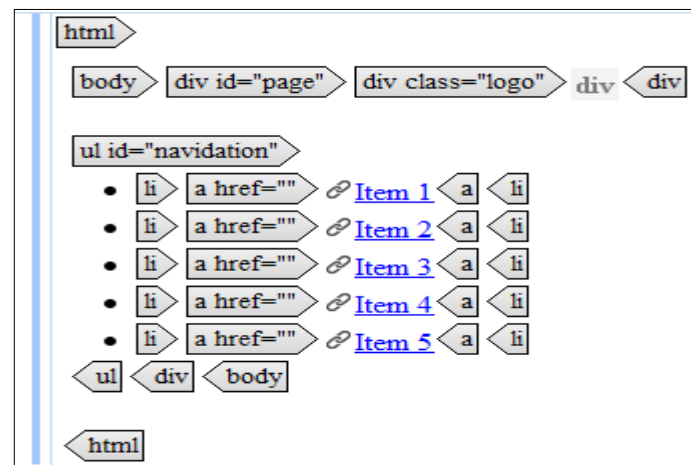 html
body div id="page" div class="logo" div div
ul id="navidation"
• li a href="" Item 1 a li
• li a href="" Item 2 a li
• li a href="" Item 3 a li
• li a href="" Item 4 a li
• li a href="" Item 5 a li
ul div body
html